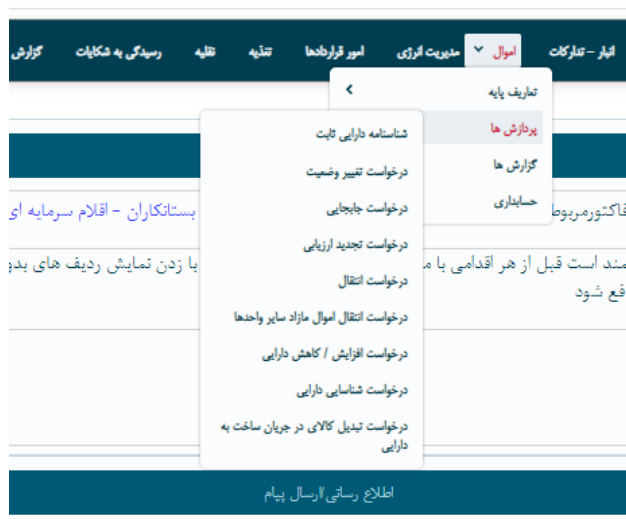 انبار – تدارکات
اموال
مدیریت انرژی
امور قراردادها
تغذیه
نقلیه
رسیدگی به شکایات
گزارش
تعاریف پایه
پردازش ها
گزارش ها
حسابداری
شناسنامه دارایی ثابت
درخواست تغییر وضعیت
درخواست جابجایی
درخواست تجدید ارزیابی
درخواست انتقال
درخواست انتقال اموال مازاد سایر واحدها
درخواست افزایش / کاهش دارایی
درخواست شناسایی دارایی
درخواست تبدیل کالای در جریان ساخت به
دارایی
فاکتورمربوط
بستانکاران – اقلام سرمایه ای
مند است قبل از هر اقدامی با
با زدن نمایش ردیف های
فع شود
اطلاع رسانی/ارسال پیام